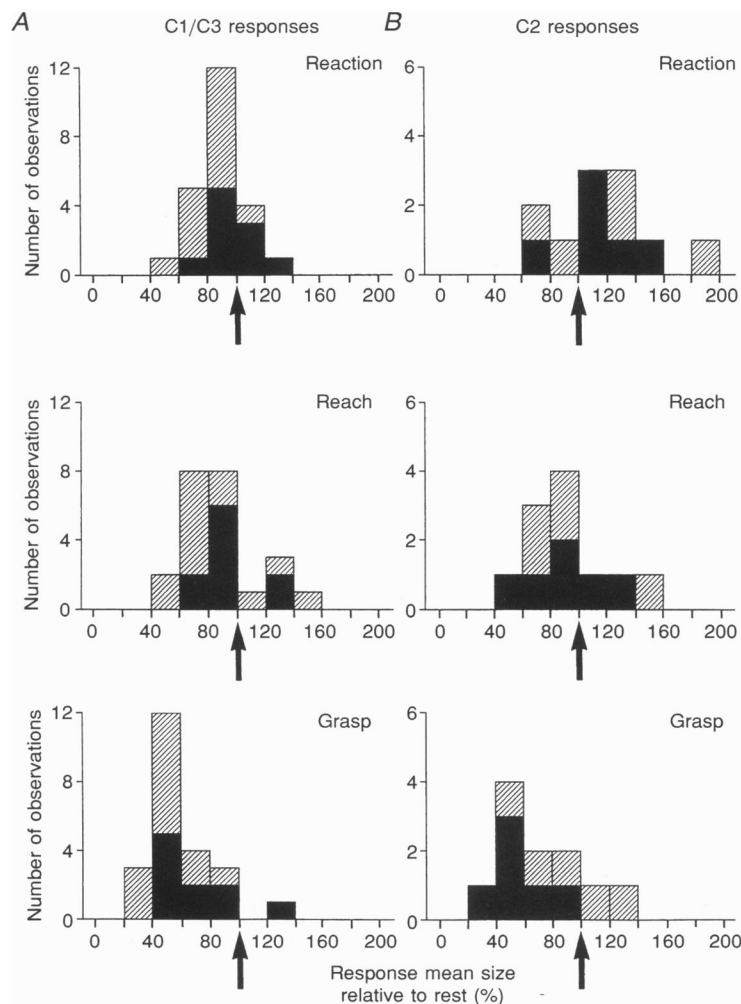 A
C1/C3 responses
B
C2 responses
Number of observations
12
8
4
0
Reaction
0 40 80 120 160 200
6
4
2
0
Reaction
0 40 80 120 160 200
Number of observations
12
8
4
0
Reach
0 40 80 120 160 200
6
4
2
0
Reach
0 40 80 120 160 200
Number of observations
12
8
4
0
Grasp
0 40 80 120 160 200
6
4
2
0
Grasp
0 40 80 120 160 200
Response mean size
relative to rest (%)